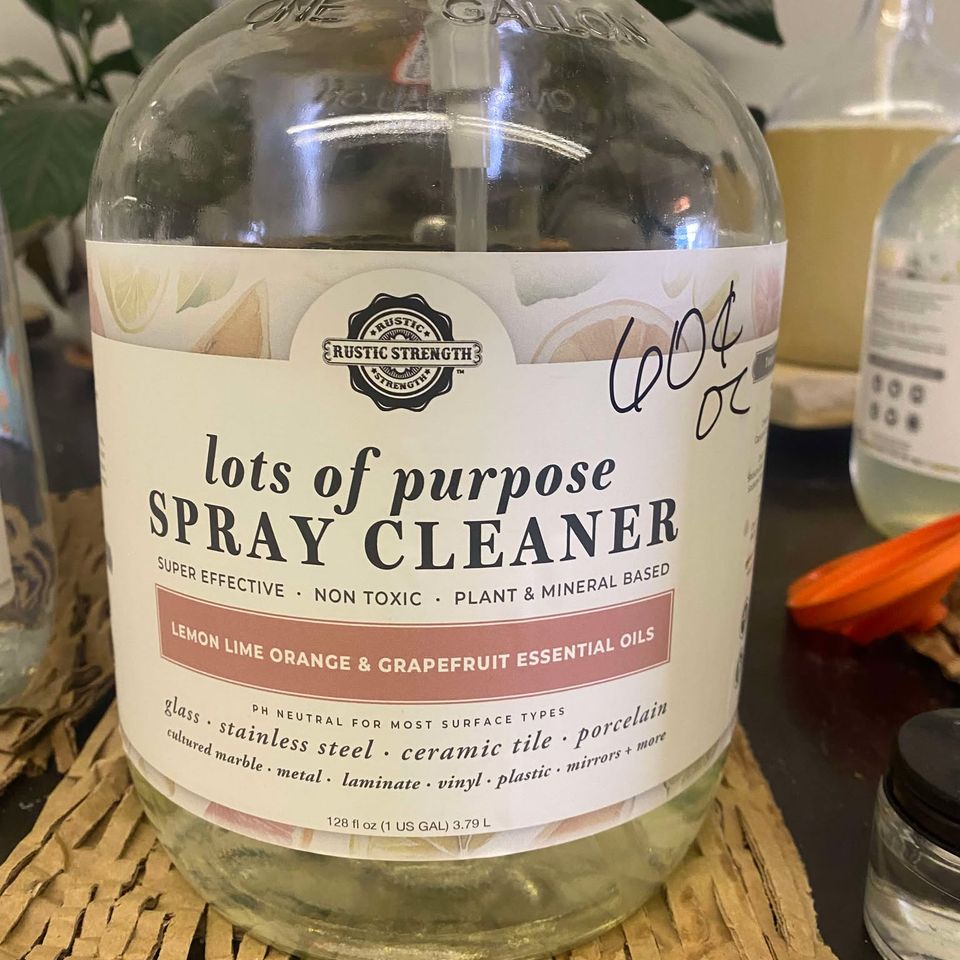 ONE GALLON
RUSTIC
RUSTIC STRENGTH
STRENGTH
TM
60¢
oz
lots of purpose
SPRAY CLEANER
SUPER EFFECTIVE · NON TOXIC · PLANT & MINERAL BASED
LEMON LIME ORANGE & GRAPEFRUIT ESSENTIAL OILS
PH NEUTRAL FOR MOST SURFACE TYPES
glass · stainless steel · ceramic tile · porcelain
cultured marble · metal · laminate · vinyl · plastic · mirrors + more
128 fl oz (1 US GAL) 3.79 L